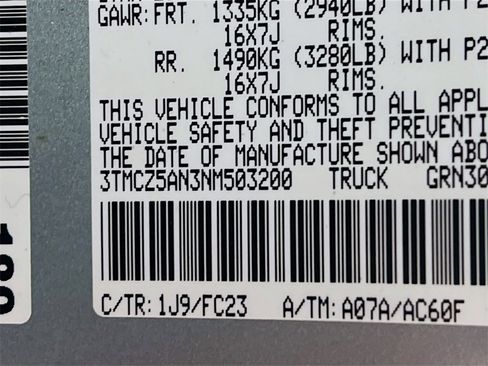 GAWR: FRT. 1335KG (2940LB) WITH P2
16X7J RIMS.
RR. 1490KG (3280LB) WITH P2
16X7J RIMS.
THIS VEHICLE CONFORMS TO ALL APPL
VEHICLE SAFETY AND THEFT PREVENTI
THE DATE OF MANUFACTURE SHOWN ABO
3TMCZ5AN3NM503200 TRUCK GRN30
C/TR: 1J9/FC23 A/TM: A07A/AC60F